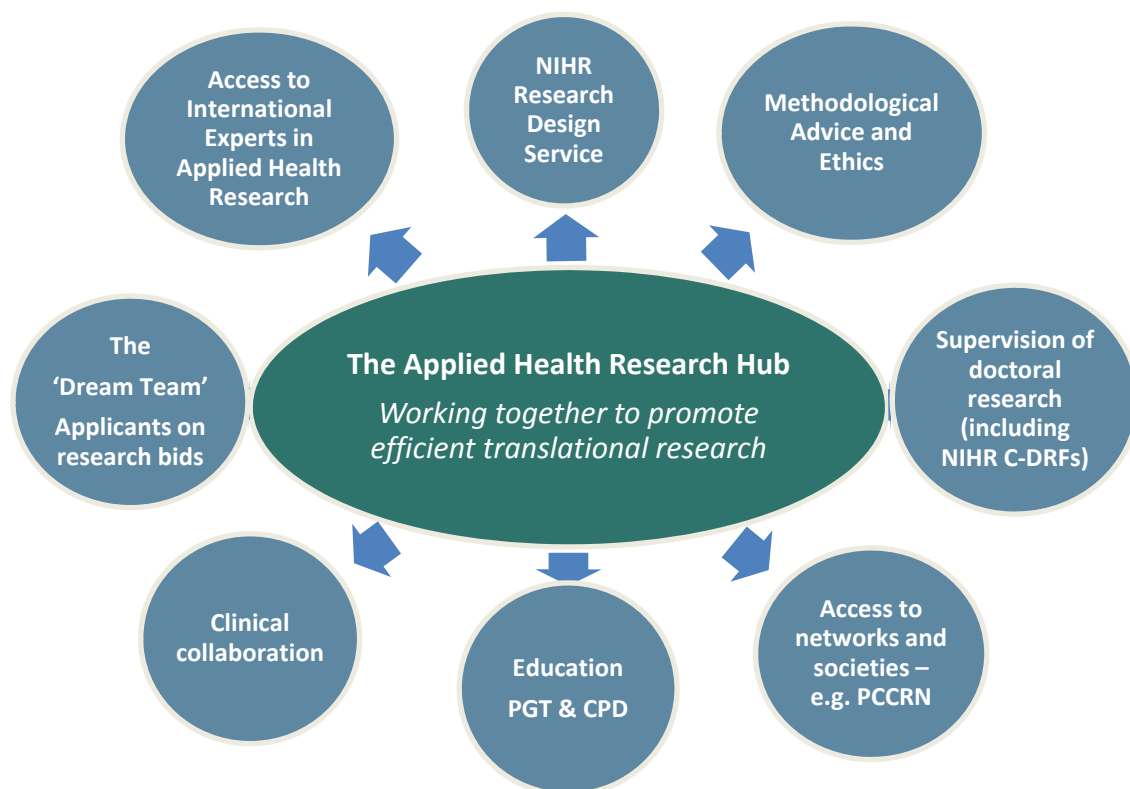 Access to
International
Experts in
Applied Health
Research
NIHR
Research
Design
Service
Methodological
Advice and
Ethics
The
‘Dream Team’
Applicants on
research bids
The Applied Health Research Hub
Working together to promote
efficient translational research
Supervision of
doctoral
research
(including
NIHR C-DRFs)
Clinical
collaboration
Education
PGT & CPD
Access to
networks and
societies –
e.g. PCCRN